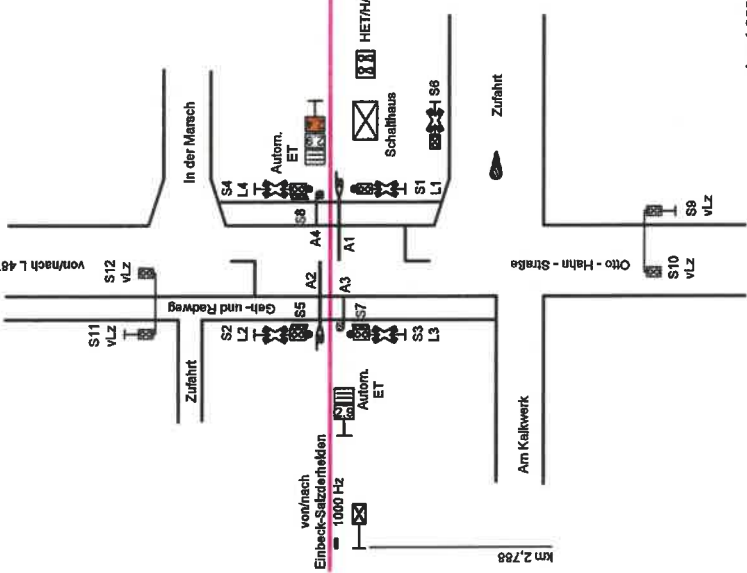 von/nach L 48
S12
vLz
S11
vLz
In der Marsch
Geh- und Radweg
Zufahrt
S4
L4
Autom.
ET
S8
A4
A1
A2
A3
S2
L2
S5
S7
S3
L3
S1
L1
HET/H
Schalthaus
S6
Zufahrt
Autom.
ET
von/nach
Einbeck-Salzderhelden
1000 Hz
km 2,788
Am Kalkwerk
Otto - Hahn - Straße
S10
vLz
S9
vLz